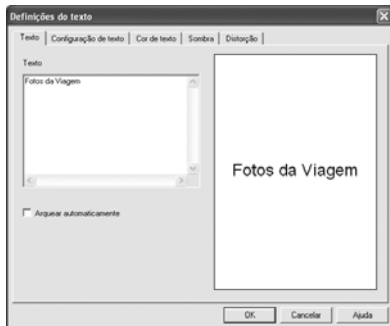 Definições do texto
Texto
Configuração de texto
Cor de texto
Sombra
Distorção
Texto
Fotos da Viagem
Fotos da Viagem
Arquear automaticamente
OK
Cancelar
Ajuda